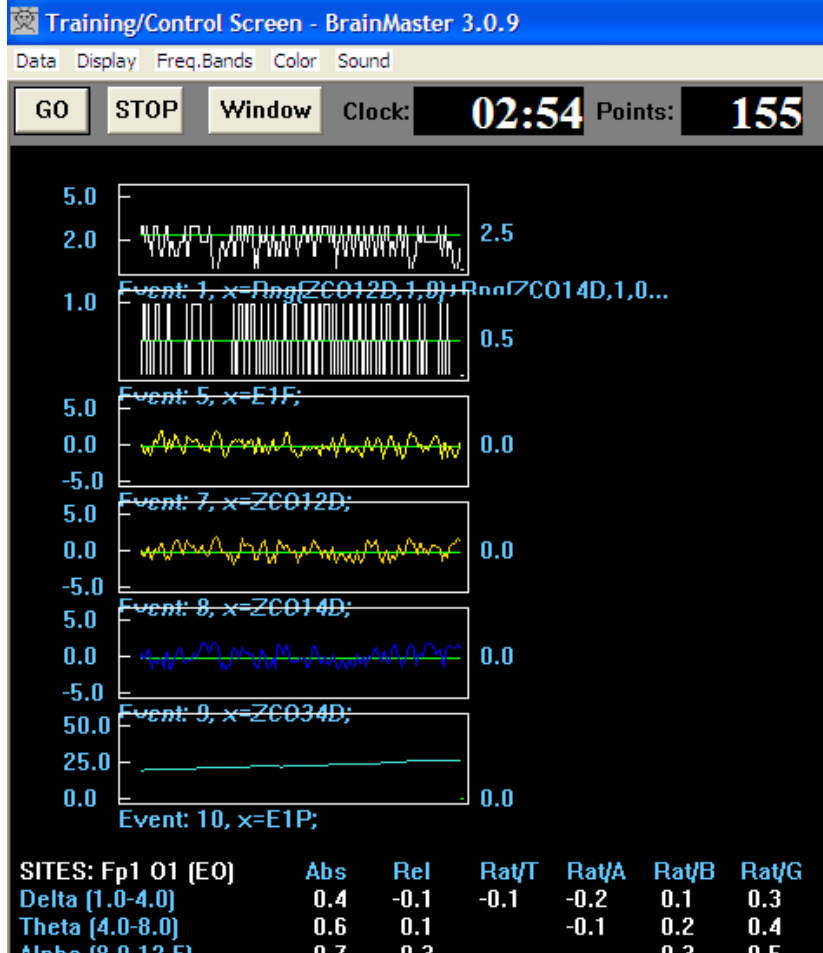 Training/Control Screen - BrainMaster 3.0.9
Data Display Freq.Bands Color Sound
GO STOP Window Clock: 02:54 Points: 155
5.0
2.0 2.5
Event: 1, x=Rng(ZCO12D,1,0)+Rng(ZCO14D,1,0...
1.0
0.5
Event: 5, x=E1F;
5.0
0.0 0.0
-5.0
Event: 7, x=ZCO12D;
5.0
0.0 0.0
-5.0
Event: 8, x=ZCO14D;
5.0
0.0 0.0
-5.0
Event: 9, x=ZCO34D;
50.0
25.0
0.0 0.0
Event: 10, x=E1P;
SITES: Fp1 O1 (EO) Abs Rel Rat/T Rat/A Rat/B Rat/G
Delta (1.0-4.0) 0.4 -0.1 -0.1 -0.2 0.1 0.3
Theta (4.0-8.0) 0.6 0.1 -0.1 0.2 0.4